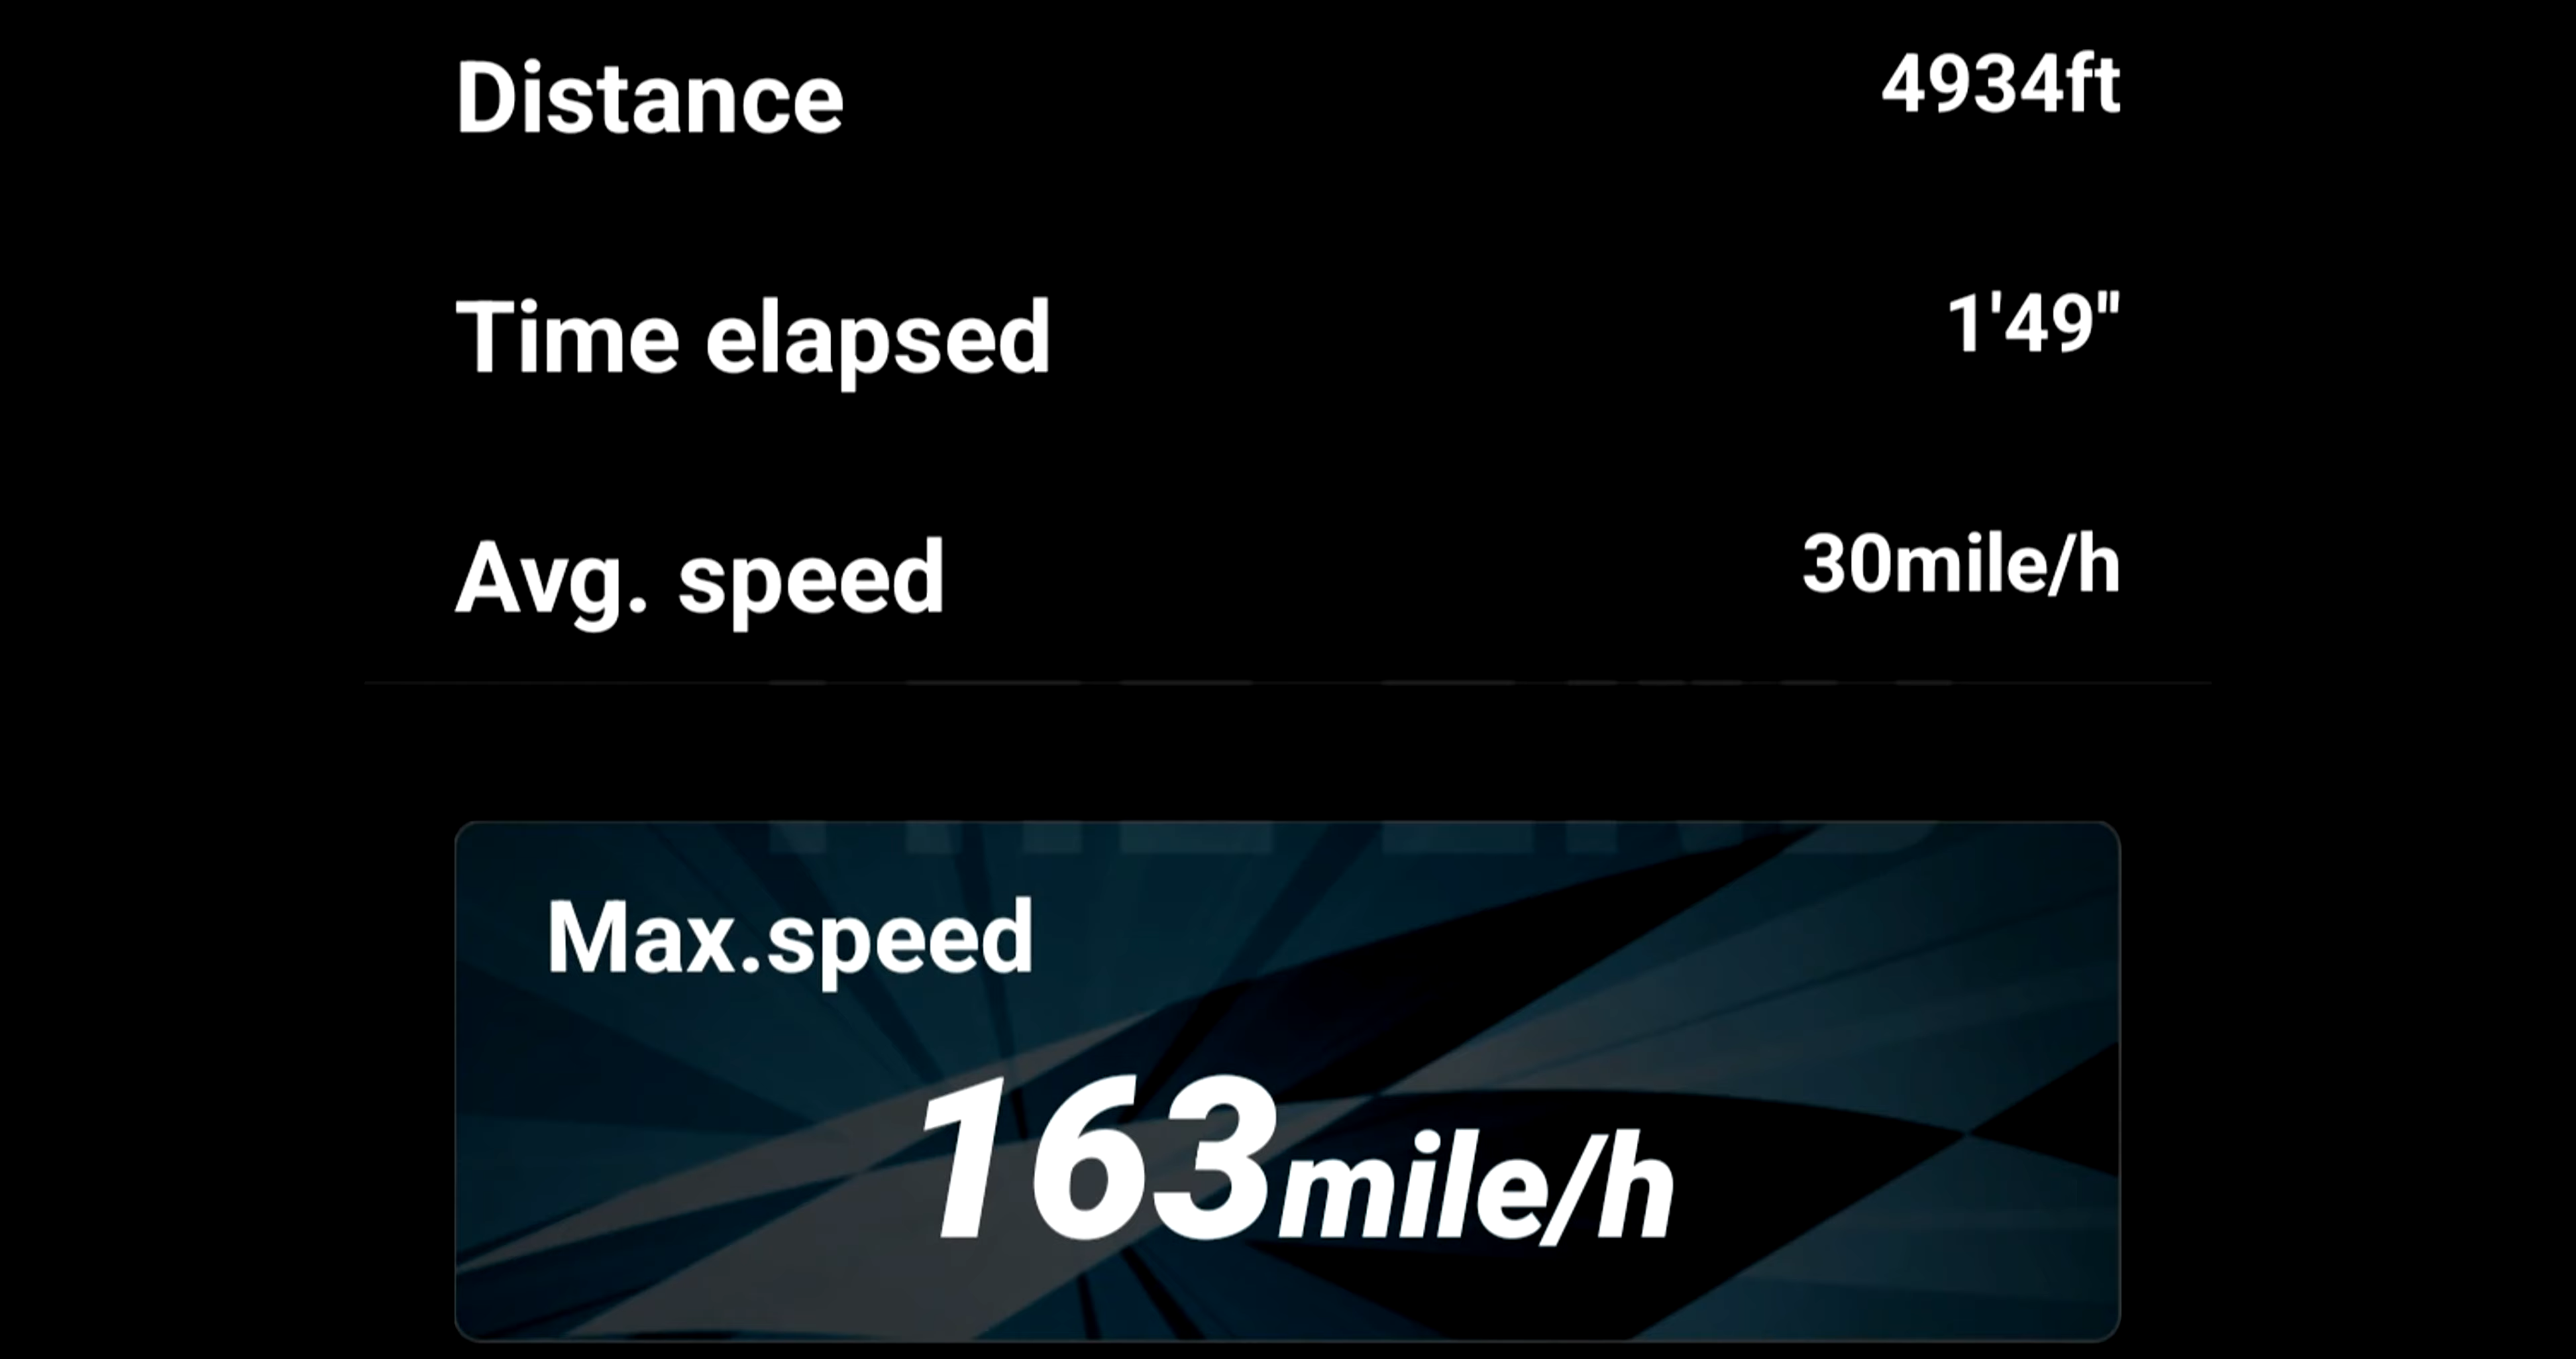 Distance 4934ft
Time elapsed 1'49"
Avg. speed 30mile/h
Max.speed
163mile/h